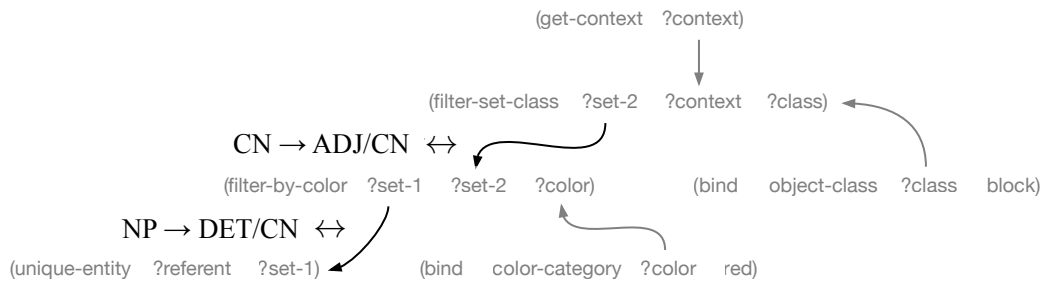 (get-context ?context)
(filter-set-class ?set-2 ?context ?class)
CN → ADJ/CN ↔
(filter-by-color ?set-1 ?set-2 ?color) (bind object-class ?class block)
NP → DET/CN ↔
(unique-entity ?referent ?set-1) (bind color-category ?color red)